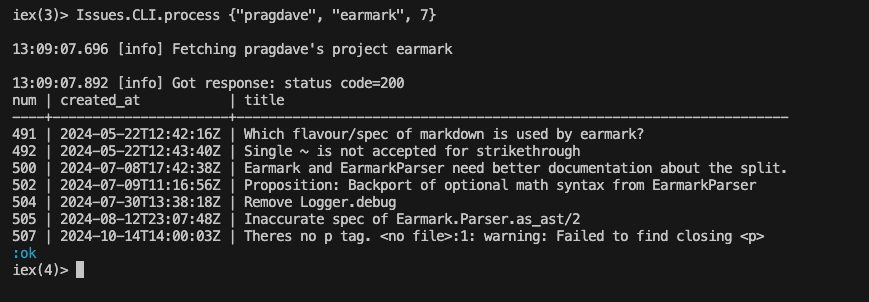 iex(3)> Issues.CLI.process {"pragdave", "earmark", 7}
13:09:07.696 [info] Fetching pragdave's project earmark
13:09:07.892 [info] Got response: status code=200
num | created_at           | title
----+----------------------+------------------------------------------------------------------
491 | 2024-05-22T12:42:16Z | Which flavour/spec of markdown is used by earmark?
492 | 2024-05-22T12:43:40Z | Single ~ is not accepted for strikethrough
500 | 2024-07-08T17:42:38Z | Earmark and EarmarkParser need better documentation about the split.
502 | 2024-07-09T11:16:56Z | Proposition: Backport of optional math syntax from EarmarkParser
504 | 2024-07-30T13:38:18Z | Remove Logger.debug
505 | 2024-08-12T23:07:48Z | Inaccurate spec of Earmark.Parser.as_ast/2
507 | 2024-10-14T14:00:03Z | Theres no p tag. <no file>:1: warning: Failed to find closing <p>
:ok
iex(4)>